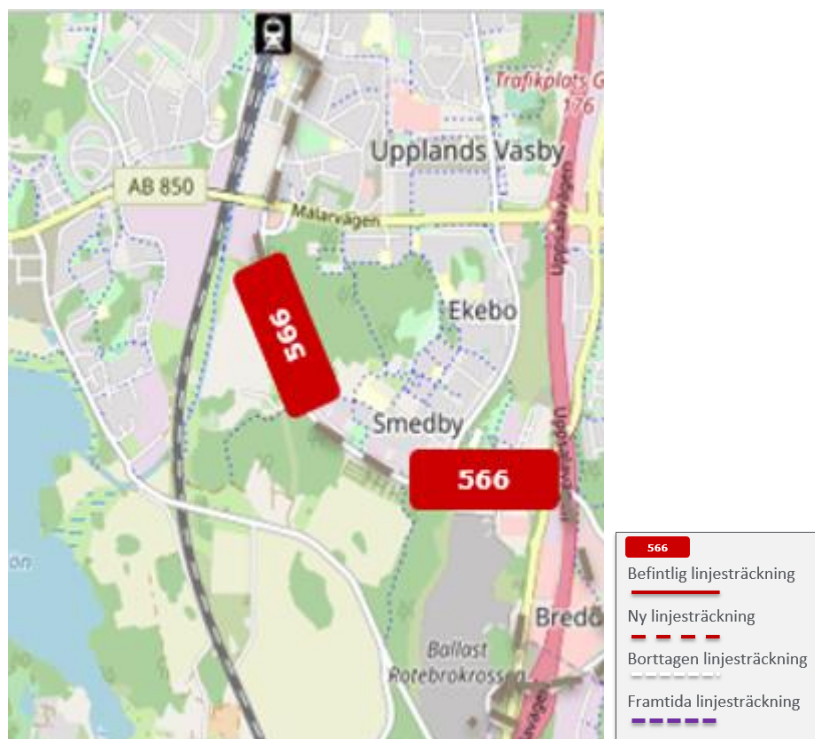 Trafikplats G
176
Upplands Väsby
AB 850
Mälarvägen
Uppsalavägen
566
Ekebo
Smedby
566
Bredö
Ballast
Rotebrokrossen
566
Befintlig linjesträckning
Ny linjesträckning
Borttagen linjesträckning
Framtida linjesträckning